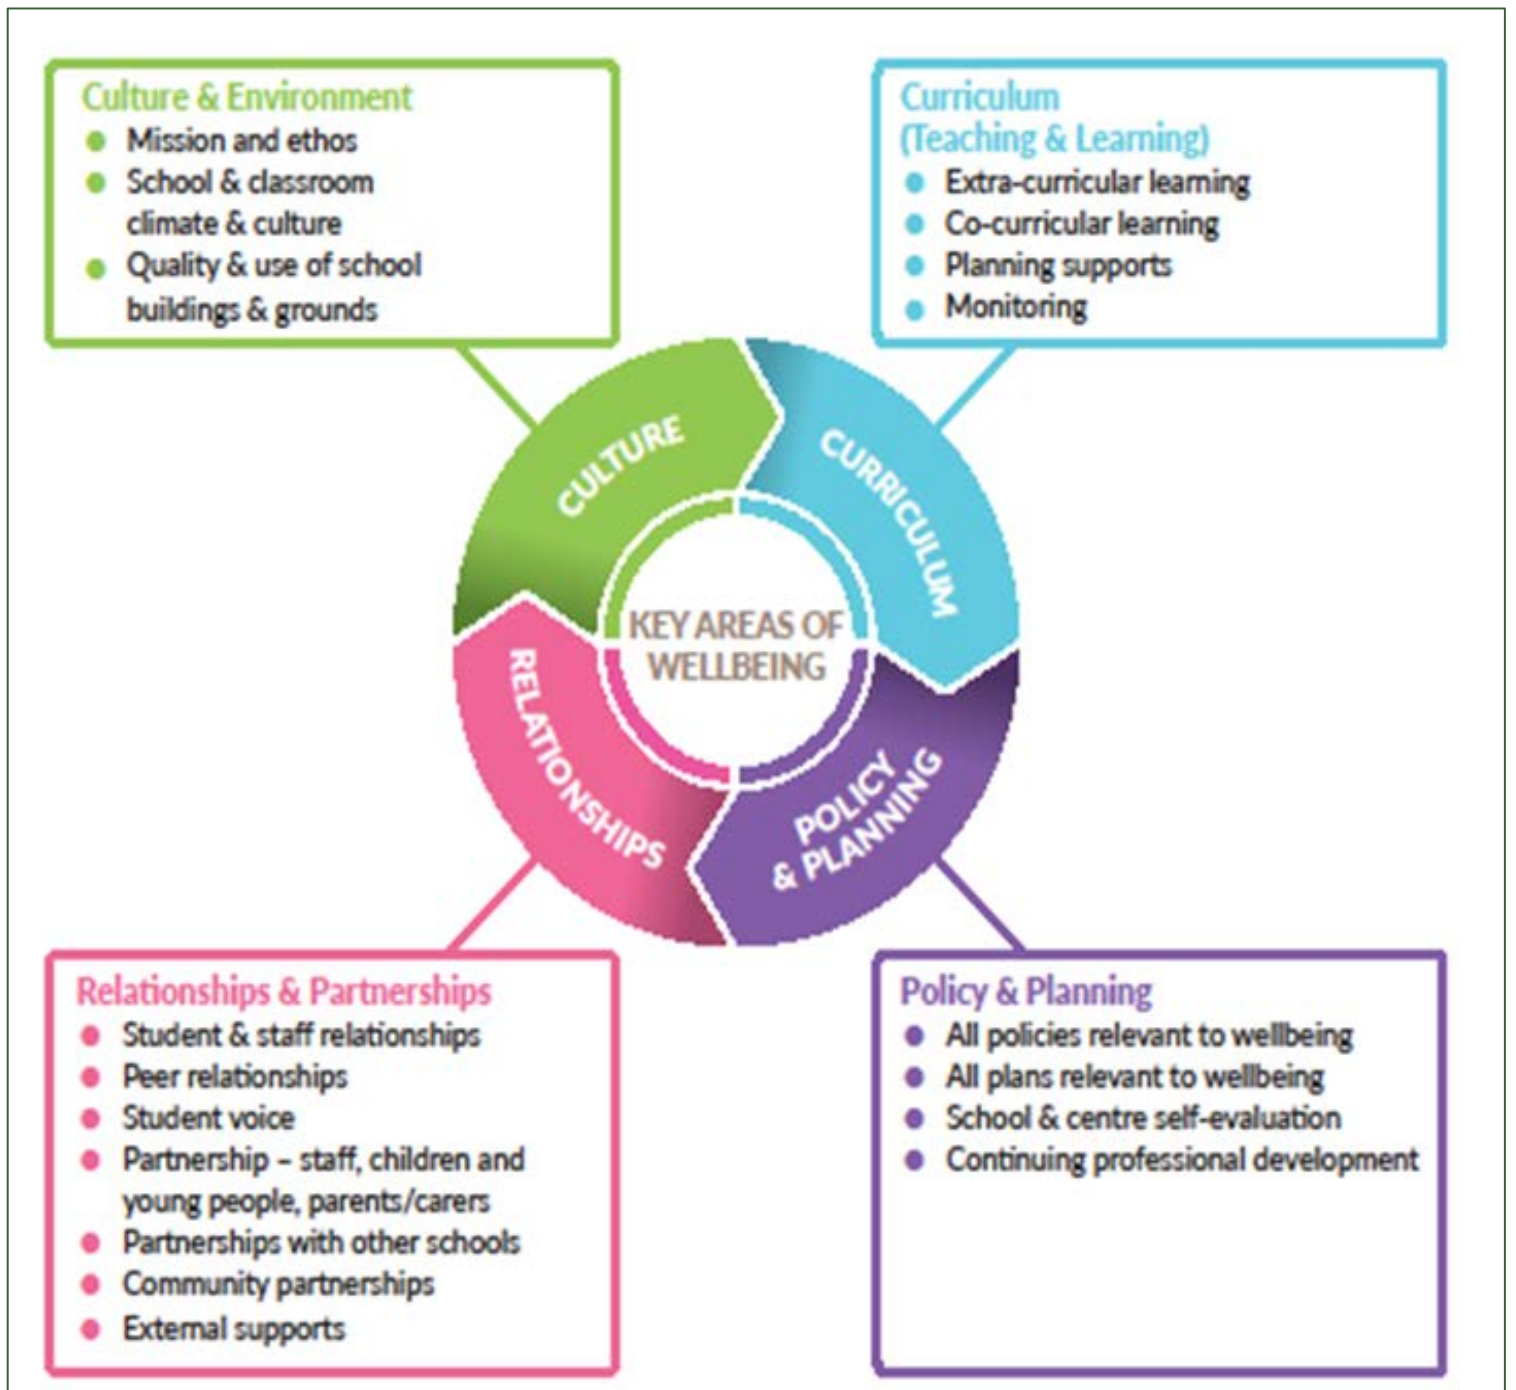 Culture & Environment
Mission and ethos
School & classroom
climate & culture
Quality & use of school
buildings & grounds
Curriculum
(Teaching & Learning)
Extra-curricular learning
Co-curricular learning
Planning supports
Monitoring
CULTURE
CURRICULUM
KEY AREAS OF
WELLBEING
RELATIONSHIPS
POLICY
& PLANNING
Relationships & Partnerships
Student & staff relationships
Peer relationships
Student voice
Partnership – staff, children and
young people, parents/carers
Partnerships with other schools
Community partnerships
External supports
Policy & Planning
All policies relevant to wellbeing
All plans relevant to wellbeing
School & centre self-evaluation
Continuing professional development